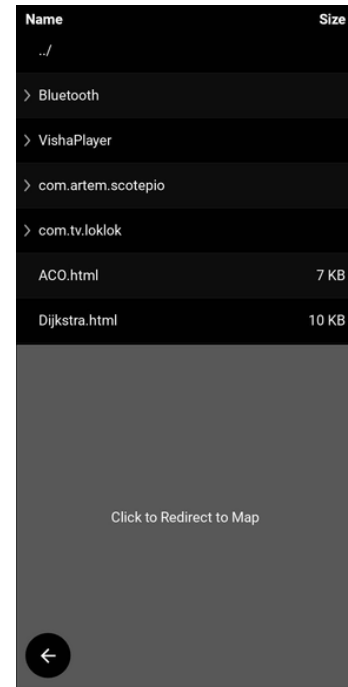 Name Size
../
Bluetooth
VishaPlayer
com.artem.scotepio
com.tv.loklok
ACO.html 7 KB
Dijkstra.html 10 KB
Click to Redirect to Map